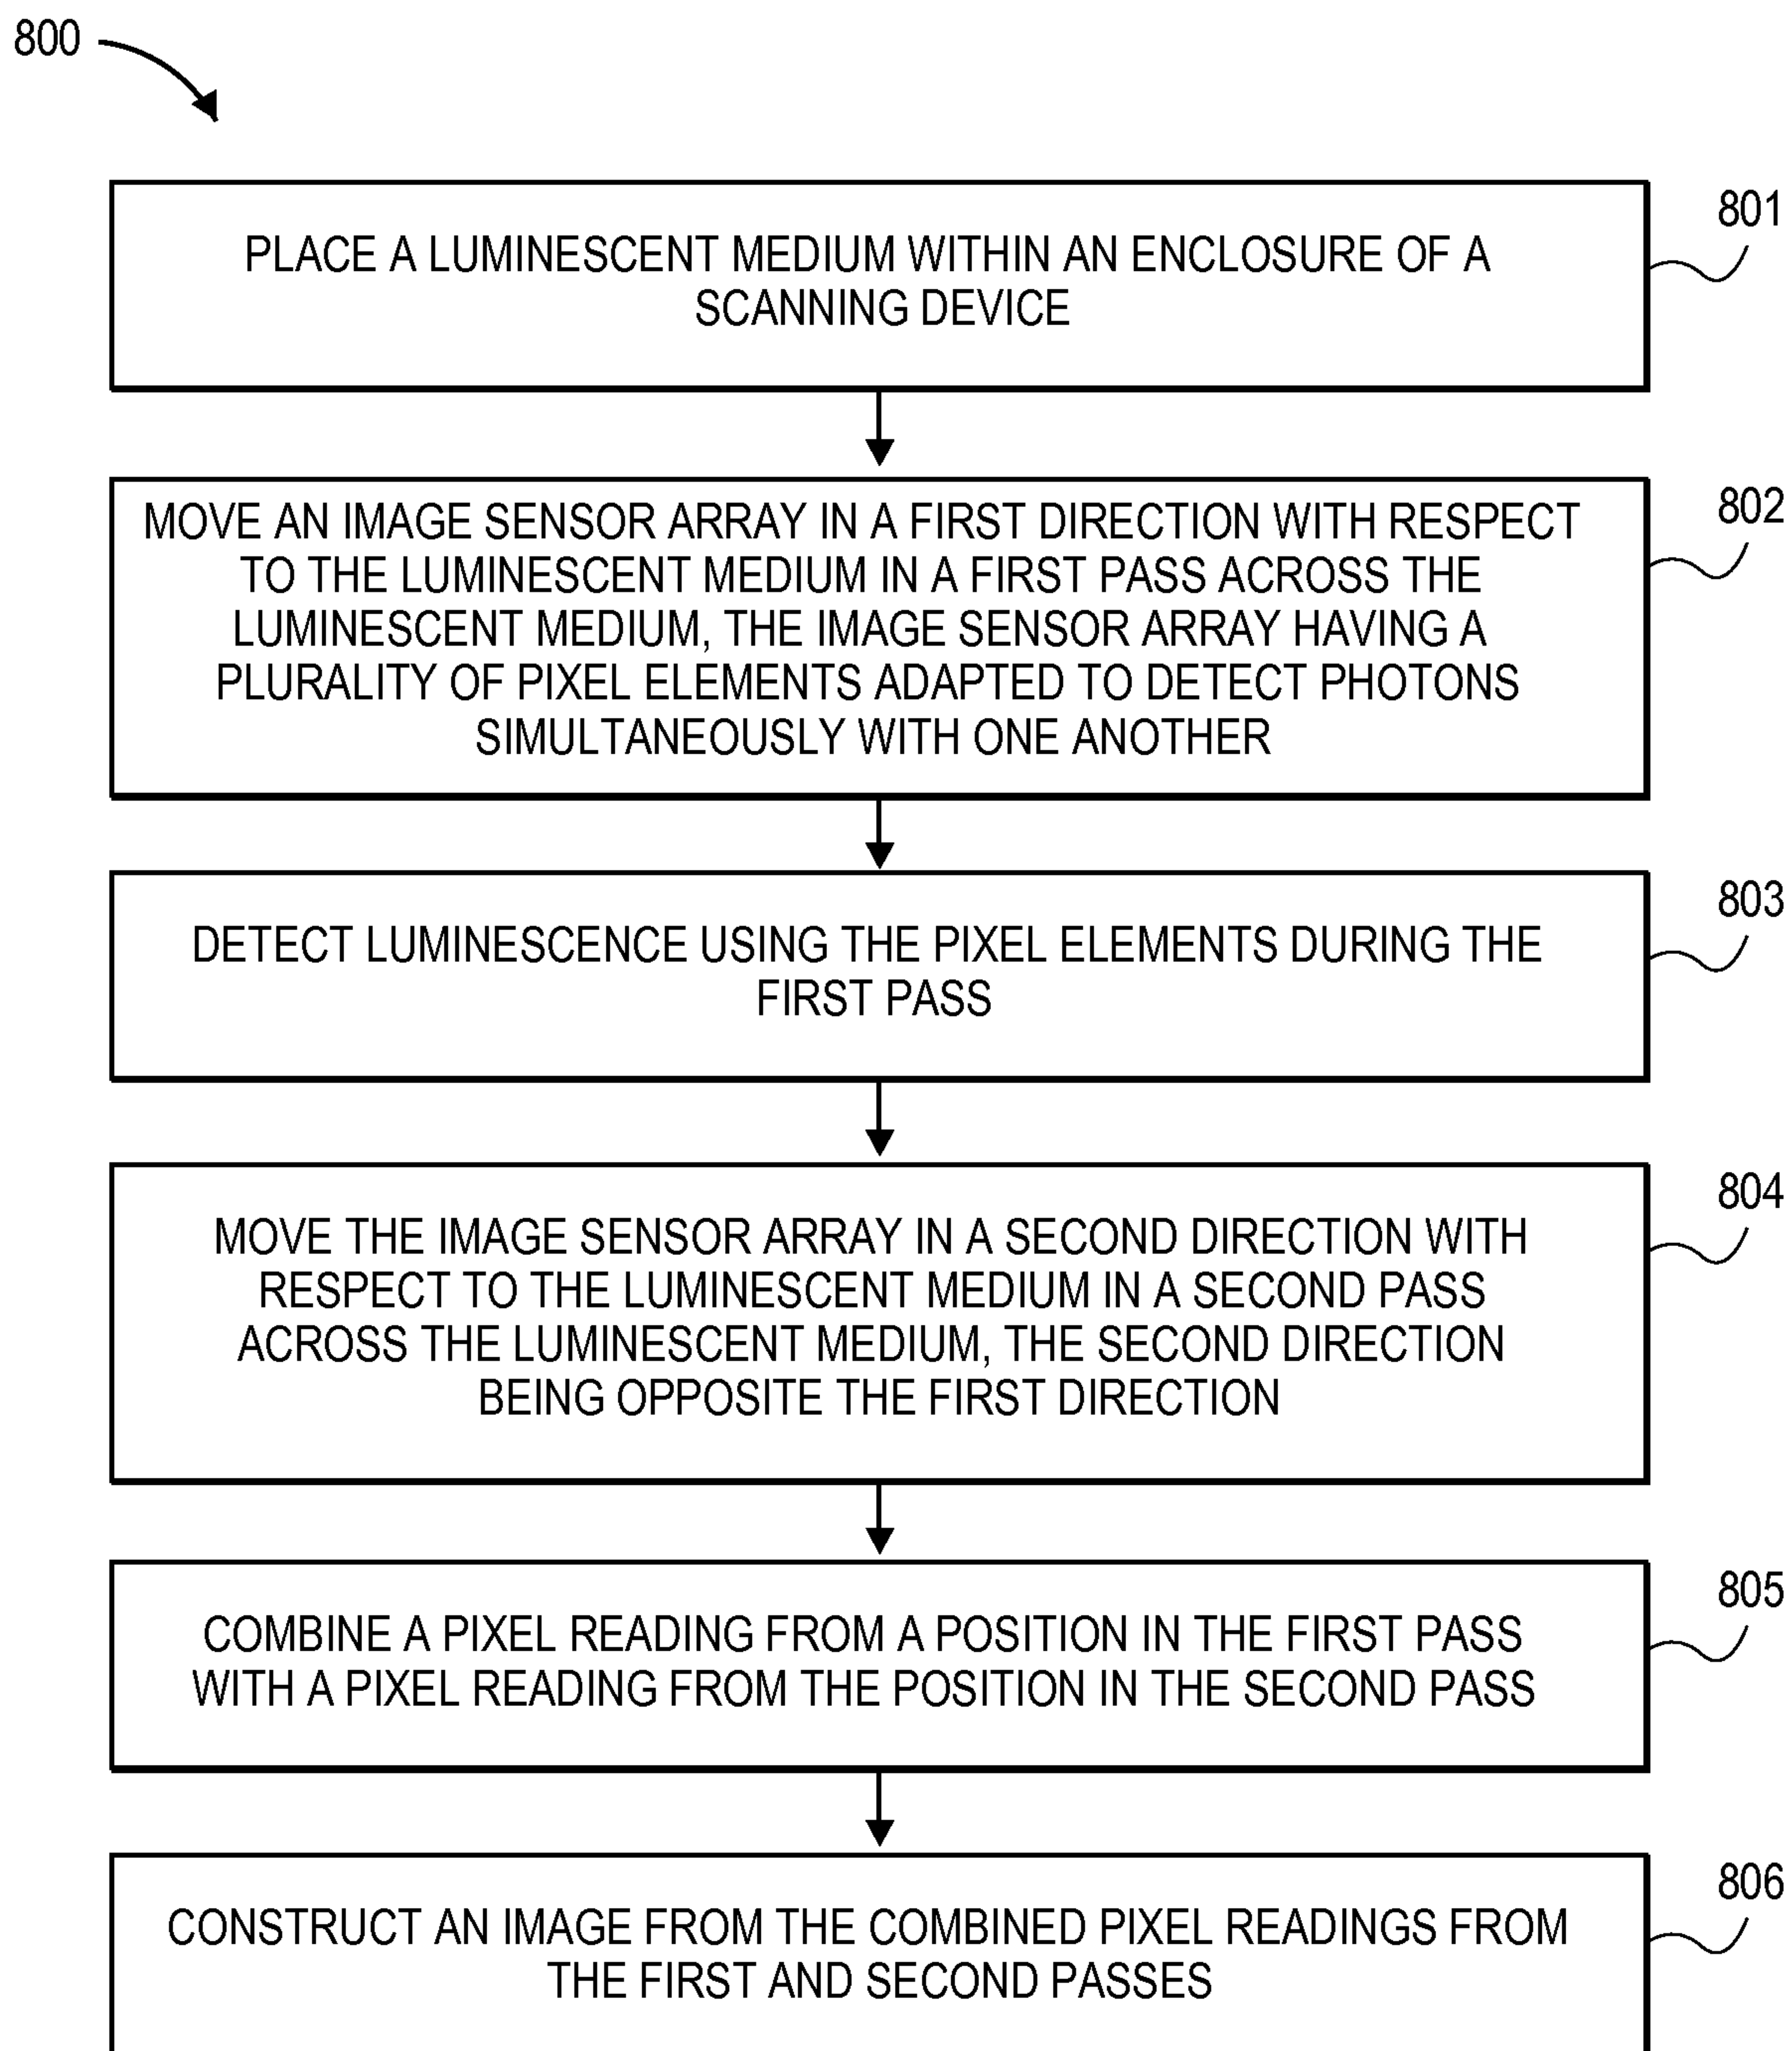 800
PLACE A LUMINESCENT MEDIUM WITHIN AN ENCLOSURE OF A
SCANNING DEVICE
801
MOVE AN IMAGE SENSOR ARRAY IN A FIRST DIRECTION WITH RESPECT
TO THE LUMINESCENT MEDIUM IN A FIRST PASS ACROSS THE
LUMINESCENT MEDIUM, THE IMAGE SENSOR ARRAY HAVING A
PLURALITY OF PIXEL ELEMENTS ADAPTED TO DETECT PHOTONS
SIMULTANEOUSLY WITH ONE ANOTHER
802
DETECT LUMINESCENCE USING THE PIXEL ELEMENTS DURING THE
FIRST PASS
803
MOVE THE IMAGE SENSOR ARRAY IN A SECOND DIRECTION WITH
RESPECT TO THE LUMINESCENT MEDIUM IN A SECOND PASS
ACROSS THE LUMINESCENT MEDIUM, THE SECOND DIRECTION
BEING OPPOSITE THE FIRST DIRECTION
804
COMBINE A PIXEL READING FROM A POSITION IN THE FIRST PASS
WITH A PIXEL READING FROM THE POSITION IN THE SECOND PASS
805
CONSTRUCT AN IMAGE FROM THE COMBINED PIXEL READINGS FROM
THE FIRST AND SECOND PASSES
806